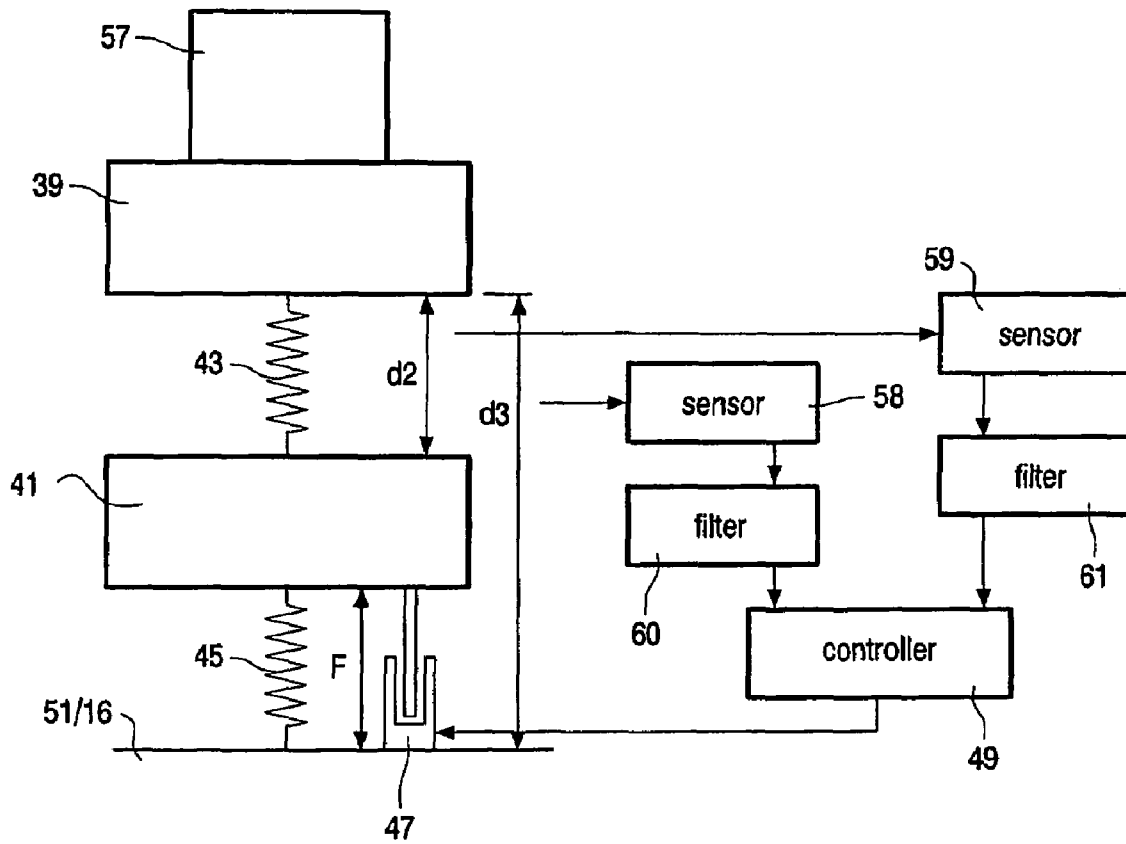 57
39
59
sensor
43
d2
d3
sensor
58
41
filter
filter
61
60
45
F
controller
51/16
49
47